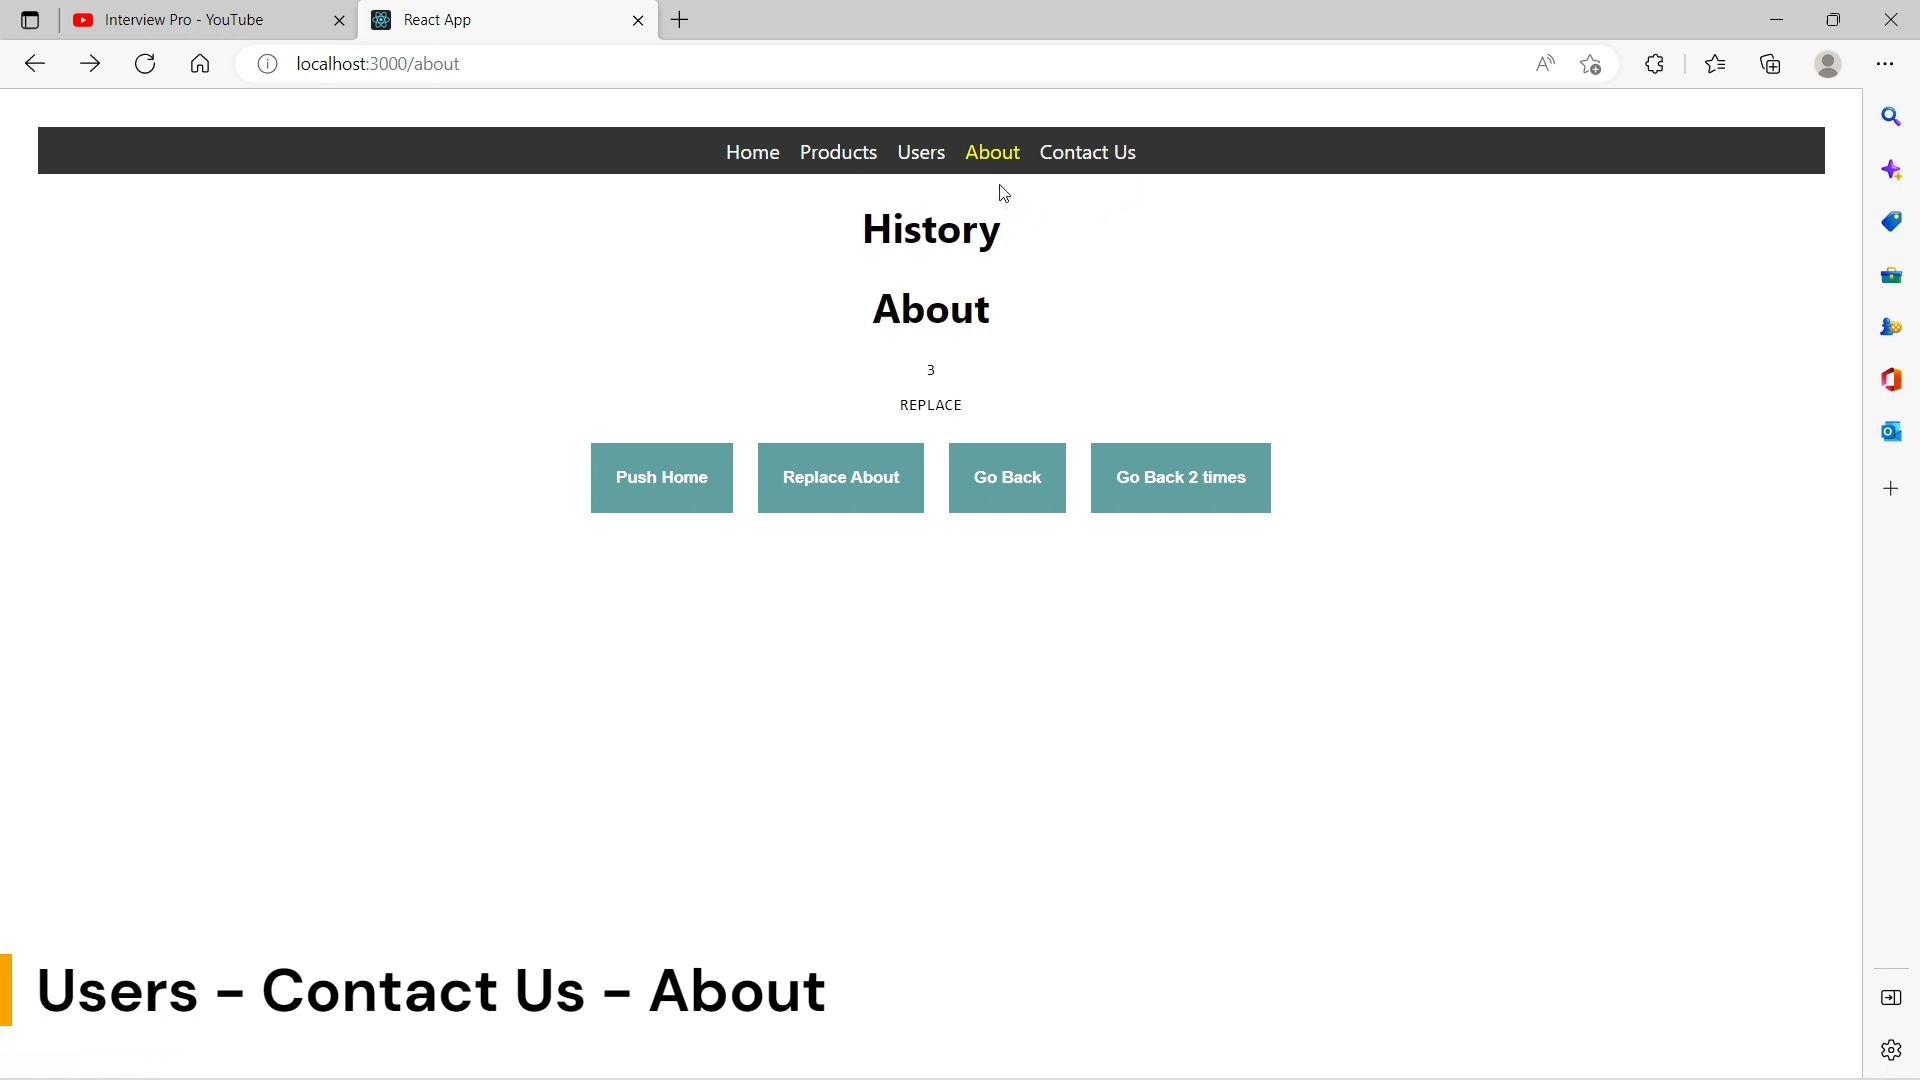 Interview Pro - YouTube
React App
localhost:3000/about
Home Products Users About Contact Us
History
About
3
REPLACE
Push Home Replace About Go Back Go Back 2 times
Users - Contact Us - About